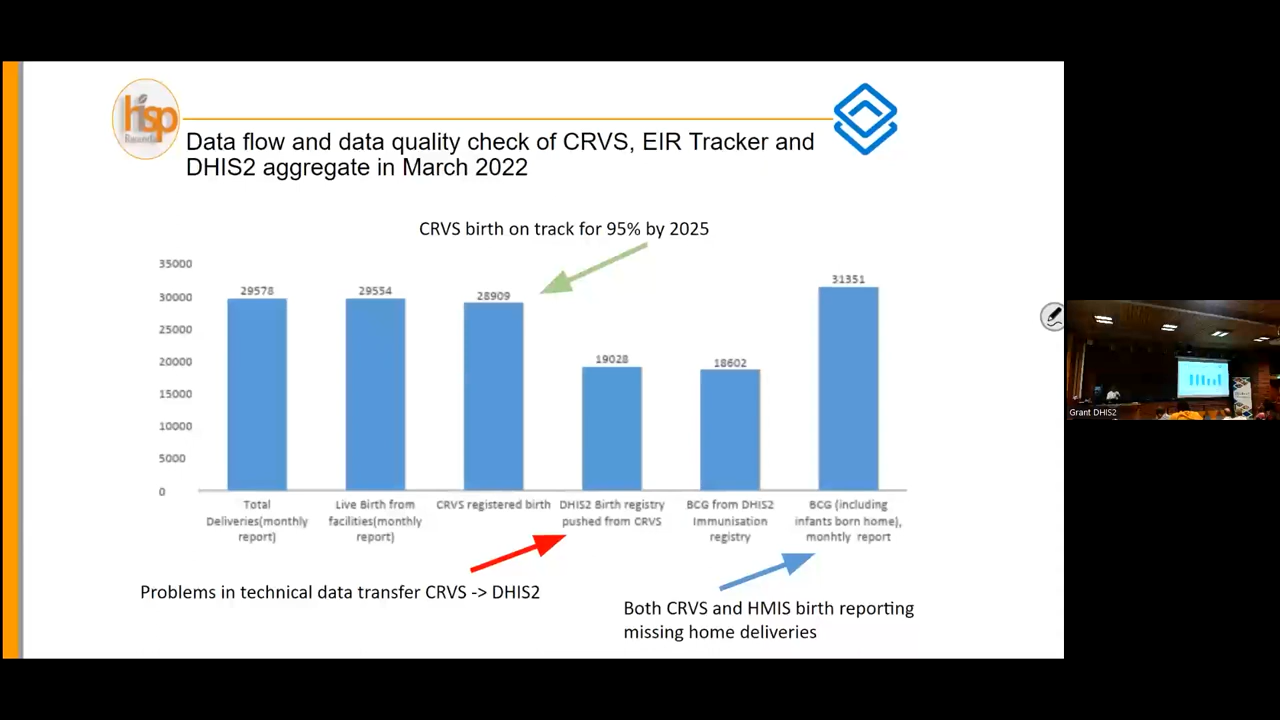 hisp
Rwanda
Data flow and data quality check of CRVS, EIR Tracker and
DHIS2 aggregate in March 2022
CRVS birth on track for 95% by 2025
35000
30000
25000
20000
15000
10000
5000
0
29578
29554
28909
19028
18602
31351
Total
Deliveries(monthly
report)
Live Birth from
facilities(monthly
report)
CRVS registered birth
DHIS2 Birth registry
pushed from CRVS
BCG from DHIS2
Immunisation
registry
BCG (including
infants born home),
monhtly report
Problems in technical data transfer CRVS -> DHIS2
Both CRVS and HMIS birth reporting
missing home deliveries
Grant DHIS2